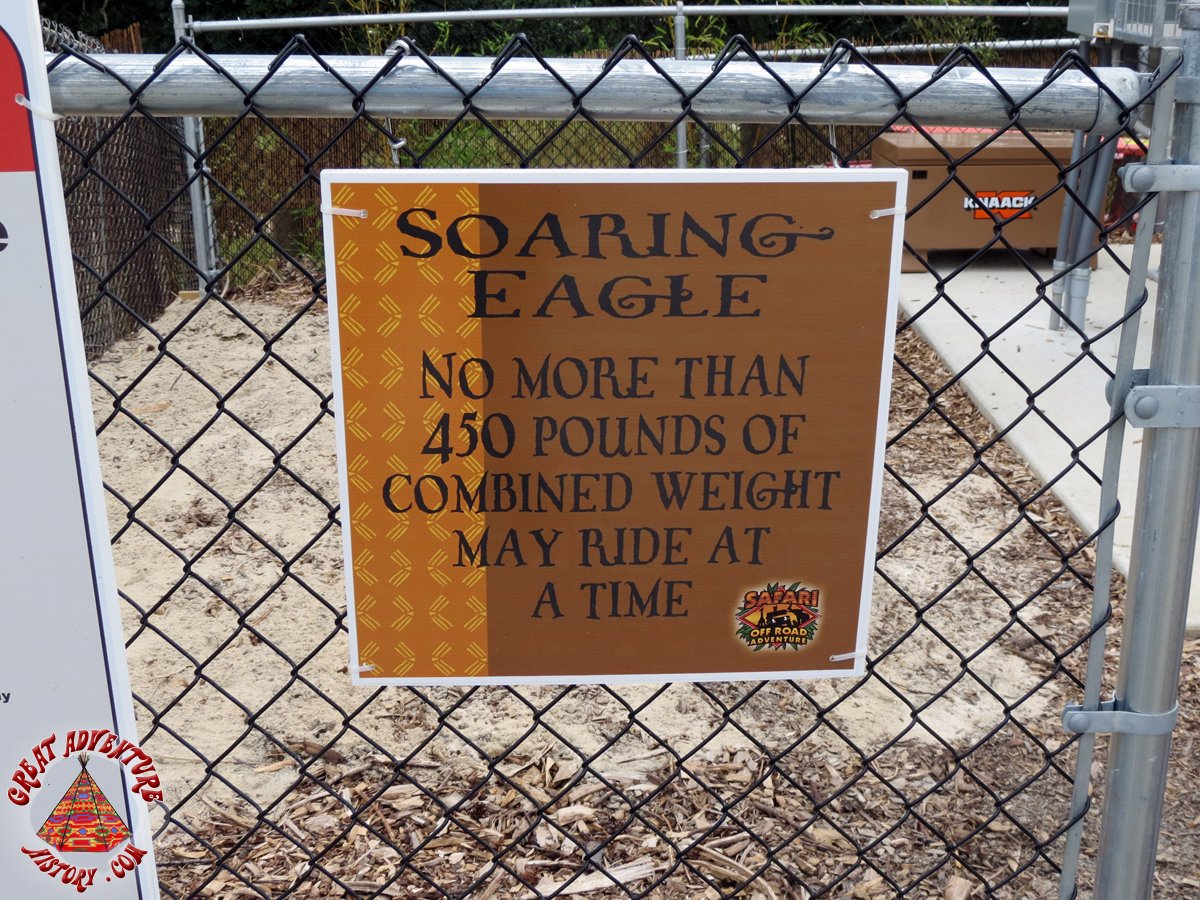 SOARING
EAGLE
NO MORE THAN
450 POUNDS OF
COMBINED WEIGHT
MAY RIDE AT
A TIME
SAFARI
OFF ROAD
ADVENTURE
KNAACK
e
ay
GREAT ADVENTURE
HISTORY.COM